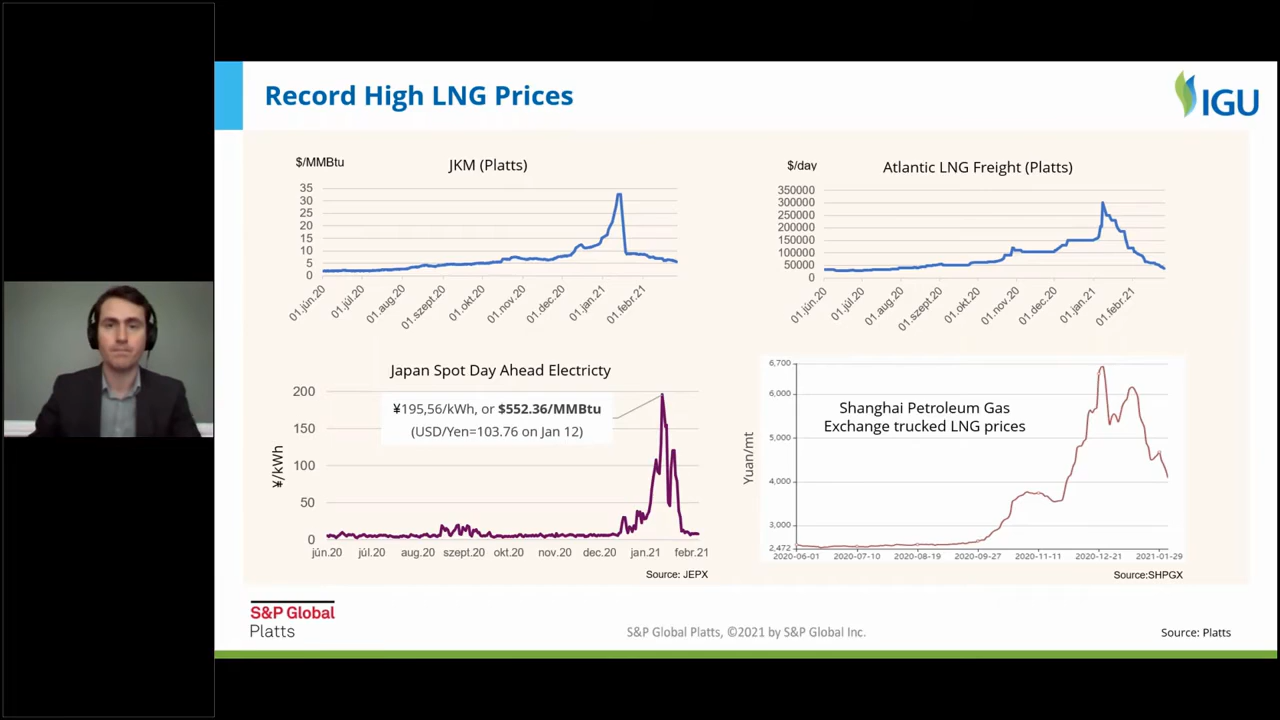 Record High LNG Prices
IGU
$/MMBtu
JKM (Platts)
35
30
25
20
15
10
5
0
01.jún.20
01.júl.20
01.aug.20
01.szept.20
01.okt.20
01.nov.20
01.dec.20
01.jan.21
01.febr.21
$/day
Atlantic LNG Freight (Platts)
350000
300000
250000
200000
150000
100000
50000
0
01.jún.20
01.júl.20
01.aug.20
01.szept.20
01.okt.20
01.nov.20
01.dec.20
01.jan.21
01.febr.21
Japan Spot Day Ahead Electricty
¥/kWh
200
150
100
50
0
¥195,56/kWh, or $552.36/MMBtu
(USD/Yen=103.76 on Jan 12)
jún.20
júl.20
aug.20
szept.20
okt.20
nov.20
dec.20
jan.21
febr.21
Source: JEPX
Shanghai Petroleum Gas
Exchange trucked LNG prices
Yuan/mt
6,700
6,000
5,000
4,000
3,000
2,472
2020-06-01
2020-07-10
2020-08-19
2020-09-27
2020-11-11
2020-12-21
2021-01-29
Source:SHPGX
S&P Global
Platts
S&P Global Platts, ©2021 by S&P Global Inc.
Source: Platts